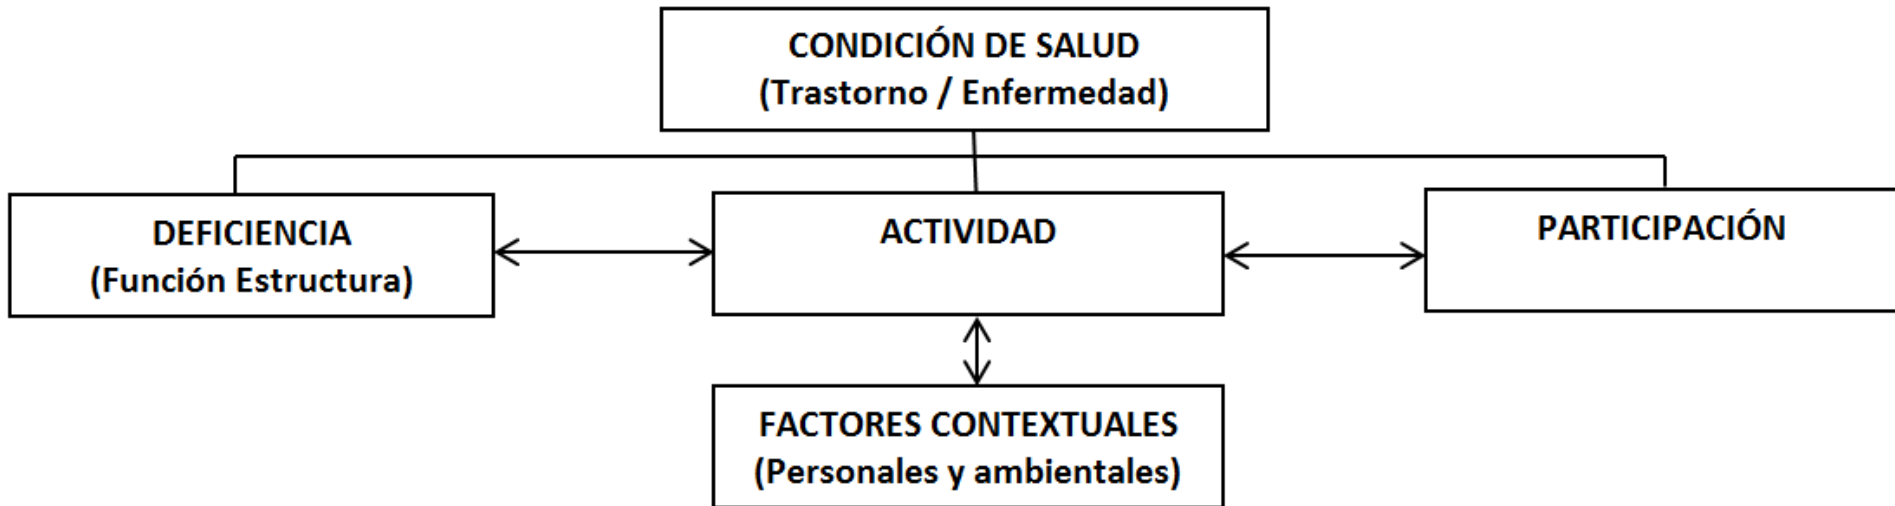 CONDICIÓN DE SALUD
(Trastorno / Enfermedad)
DEFICIENCIA
(Función Estructura)
ACTIVIDAD
PARTICIPACIÓN
FACTORES CONTEXTUALES
(Personales y ambientales)